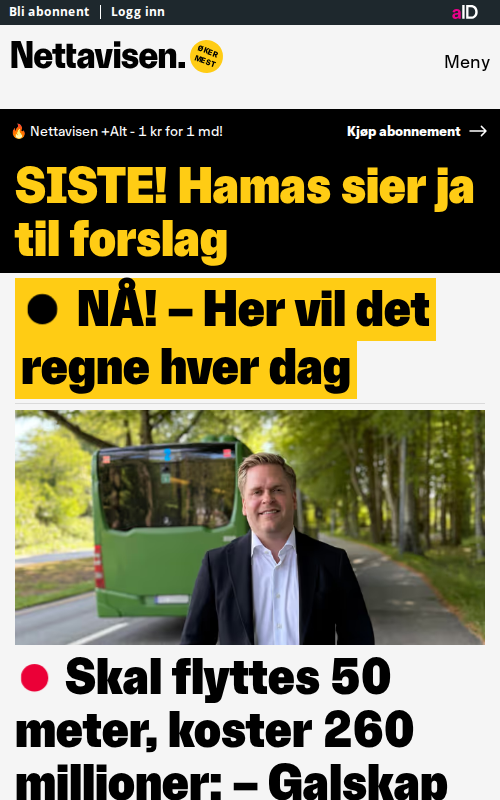 Bli abonnent Logg inn aID
Nettavisen. ØKER MEST
Meny
🔥 Nettavisen +Alt - 1 kr for 1 md! Kjøp abonnement →
SISTE! Hamas sier ja
til forslag
● NÅ! – Her vil det
regne hver dag
Skal flyttes 50
meter, koster 260
millioner: – Galskap